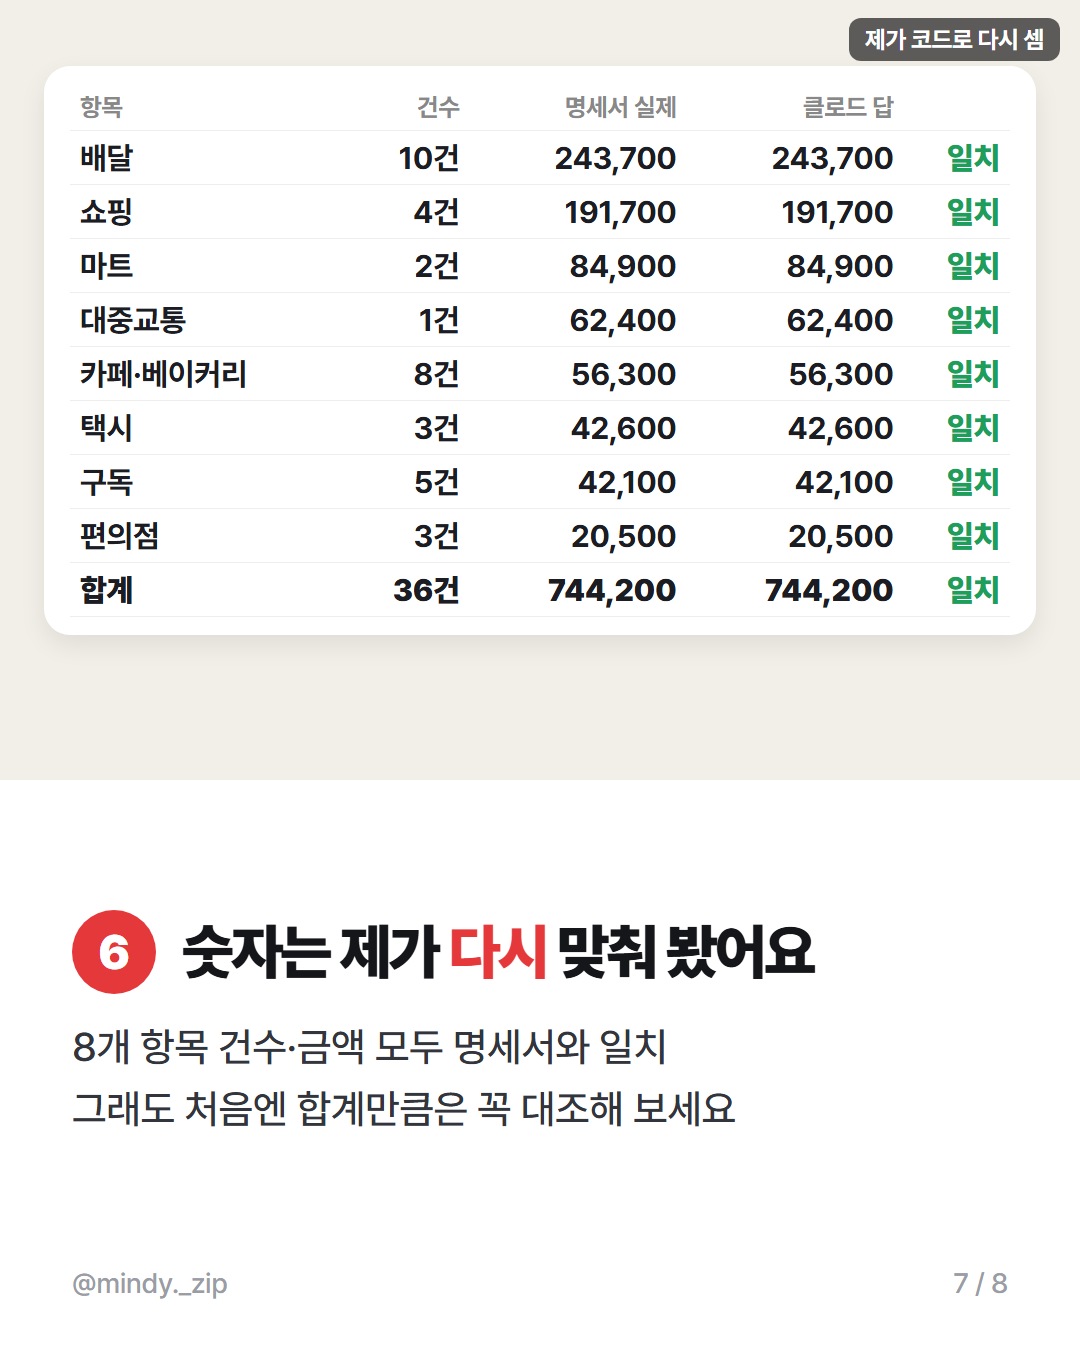 제가 코드로 다시 셈
항목 건수 명세서 실제 클로드 답
배달 10건 243,700 243,700 일치
쇼핑 4건 191,700 191,700 일치
마트 2건 84,900 84,900 일치
대중교통 1건 62,400 62,400 일치
카페·베이커리 8건 56,300 56,300 일치
택시 3건 42,600 42,600 일치
구독 5건 42,100 42,100 일치
편의점 3건 20,500 20,500 일치
합계 36건 744,200 744,200 일치
6 숫자는 제가 다시 맞춰 봤어요
8개 항목 건수·금액 모두 명세서와 일치
그래도 처음엔 합계만큼은 꼭 대조해 보세요
@mindy._zip 7 / 8